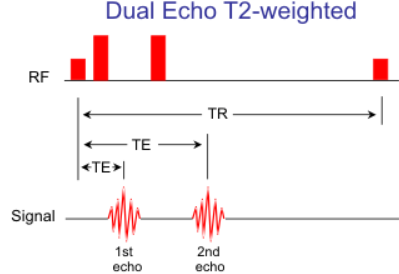 Dual Echo T2-weighted
RF
TR
TE
TE
Signal
1st
echo
2nd
echo